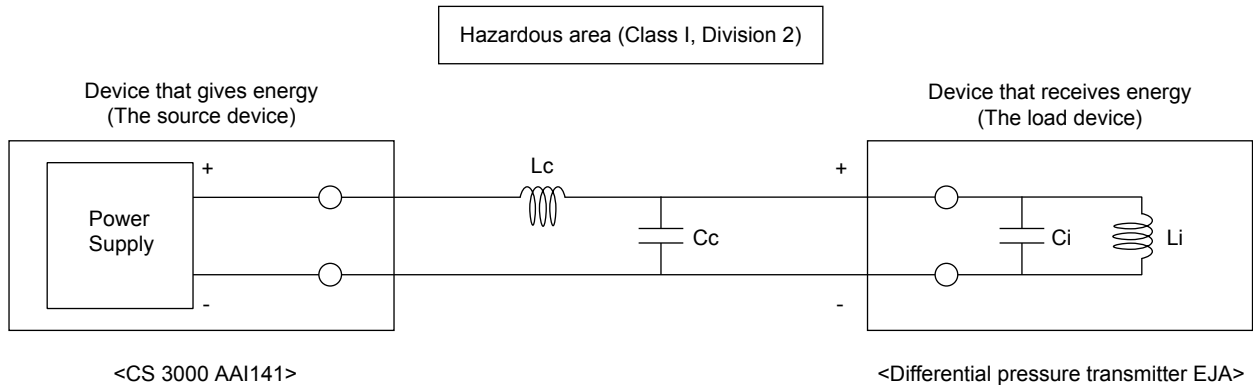 Hazardous area (Class I, Division 2)
Device that gives energy
(The source device)
Device that receives energy
(The load device)
+
Lc
+
Power
Supply
Cc
Ci
Li
-
-
<CS 3000 AAI141>
<Differential pressure transmitter EJA>